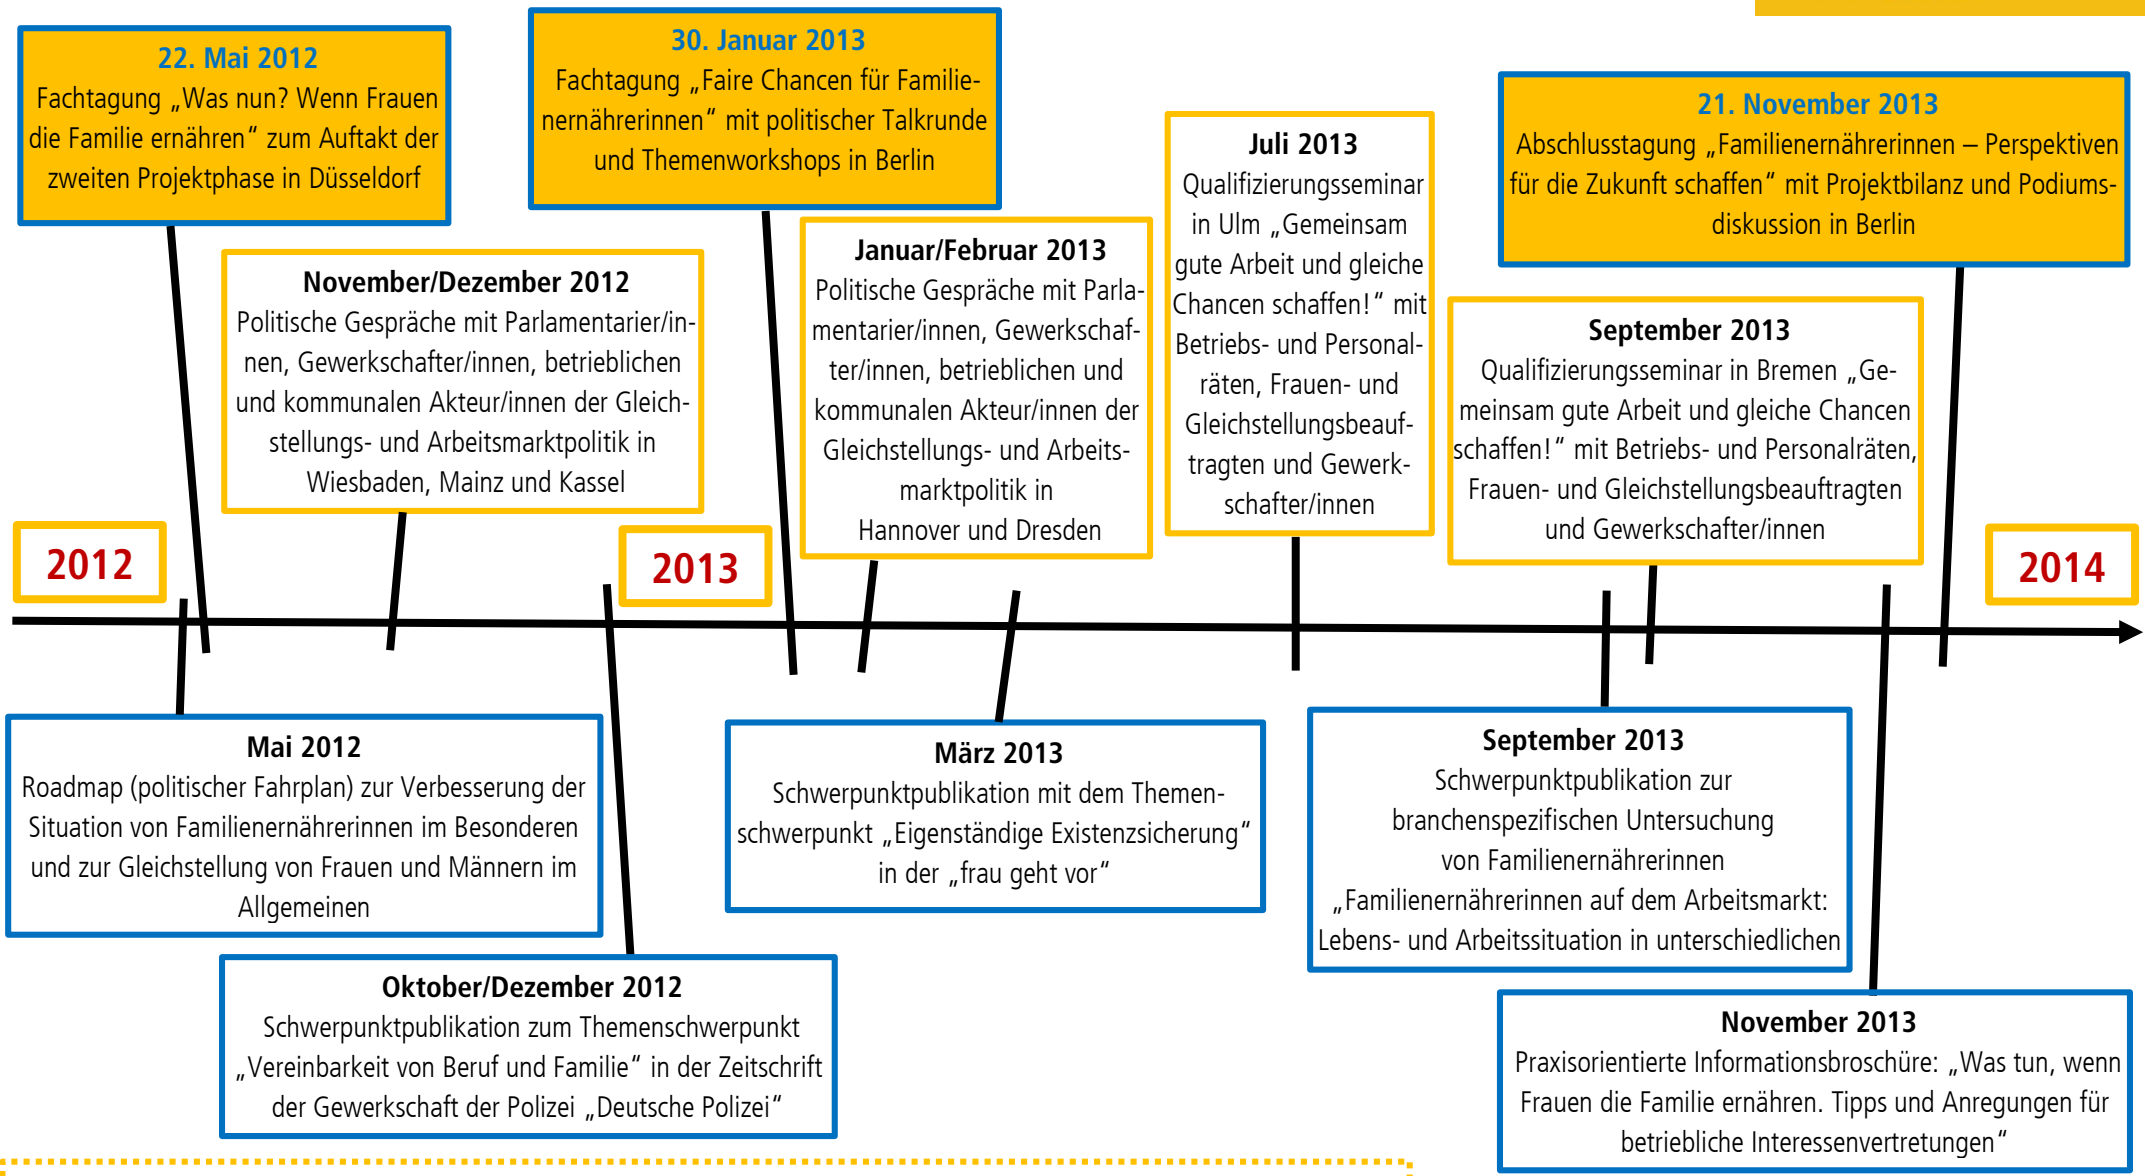 22. Mai 2012
Fachtagung „Was nun? Wenn Frauen
die Familie ernähren“ zum Auftakt der
zweiten Projektphase in Düsseldorf
30. Januar 2013
Fachtagung „Faire Chancen für Familie-
nernährerinnen“ mit politischer Talkrunde
und Themenworkshops in Berlin
21. November 2013
Abschlusstagung „Familienernährerinnen – Perspektiven
für die Zukunft schaffen“ mit Projektbilanz und Podiums-
diskussion in Berlin
November/Dezember 2012
Politische Gespräche mit Parlamentarier/in-
nen, Gewerkschafter/innen, betrieblichen
und kommunalen Akteur/innen der Gleich-
stellungs- und Arbeitsmarktpolitik in
Wiesbaden, Mainz und Kassel
Januar/Februar 2013
Politische Gespräche mit Parla-
mentarier/innen, Gewerkschaf-
ter/innen, betrieblichen und
kommunalen Akteur/innen der
Gleichstellungs- und Arbeits-
marktpolitik in
Hannover und Dresden
Juli 2013
Qualifizierungsseminar
in Ulm „Gemeinsam
gute Arbeit und gleiche
Chancen schaffen!“ mit
Betriebs- und Personal-
räten, Frauen- und
Gleichstellungsbeauf-
tragten und Gewerk-
schafter/innen
September 2013
Qualifizierungsseminar in Bremen „Ge-
meinsam gute Arbeit und gleiche Chancen
schaffen!“ mit Betriebs- und Personalräten,
Frauen- und Gleichstellungsbeauftragten
und Gewerkschafter/innen
2012
2013
2014
Mai 2012
Roadmap (politischer Fahrplan) zur Verbesserung der
Situation von Familienernährerinnen im Besonderen
und zur Gleichstellung von Frauen und Männern im
Allgemeinen
Oktober/Dezember 2012
Schwerpunktpublikation zum Themenschwerpunkt
„Vereinbarkeit von Beruf und Familie“ in der Zeitschrift
der Gewerkschaft der Polizei „Deutsche Polizei“
März 2013
Schwerpunktpublikation mit dem Themen-
schwerpunkt „Eigenständige Existenzsicherung“
in der „frau geht vor“
September 2013
Schwerpunktpublikation zur
branchenspezifischen Untersuchung
von Familienernährerinnen
„Familienernährerinnen auf dem Arbeitsmarkt:
Lebens- und Arbeitssituation in unterschiedlichen
November 2013
Praxisorientierte Informationsbroschüre: „Was tun, wenn
Frauen die Familie ernähren. Tipps und Anregungen für
betriebliche Interessenvertretungen“